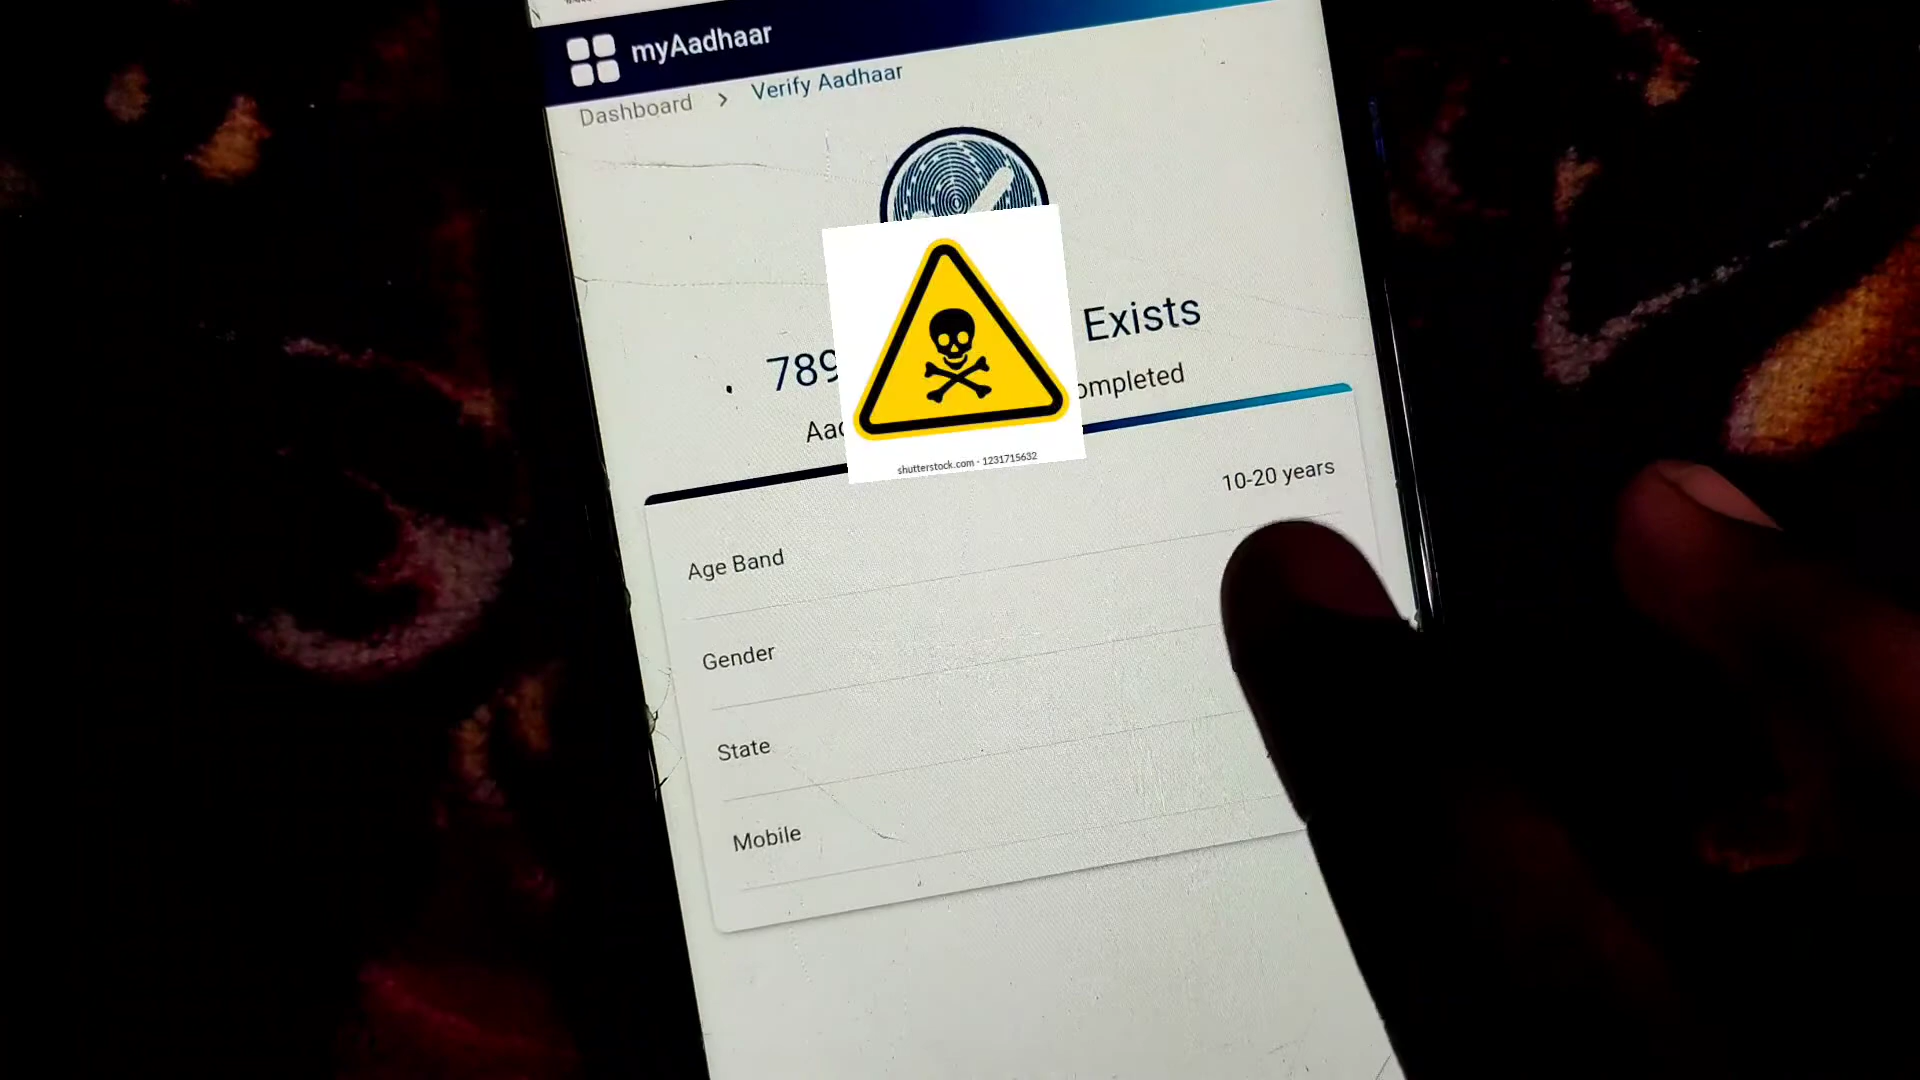 myAadhaar
Dashboard > Verify Aadhaar
789 Exists
Aa ompleted
shutterstock.com · 1231715632
Age Band 10-20 years
Gender
State
Mobile